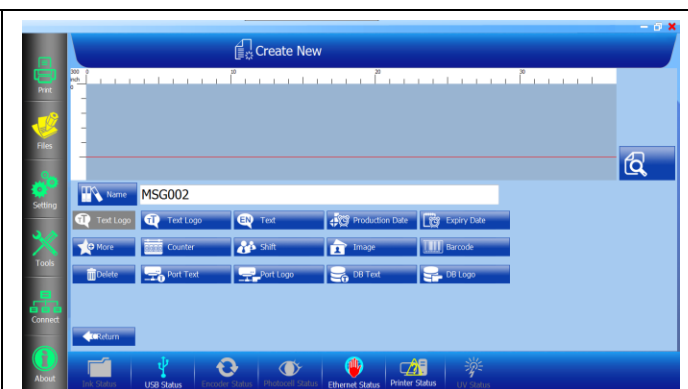 Create New
300 0 10 20 30
inch
0
Print
Files
Setting
Tools
Connect
About
Name MSG002
Text Logo Text Logo Text Production Date Expiry Date
More Counter Shift Image Barcode
Delete Port Text Port Logo DB Text DB Logo
Return
Ink Status USB Status Encoder Status Photocell Status Ethernet Status Printer Status UV Status